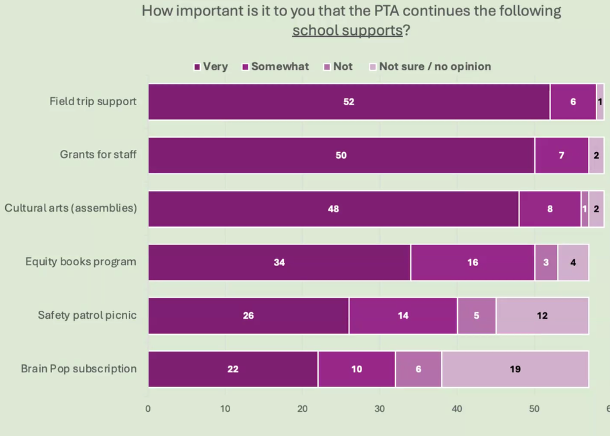 How important is it to you that the PTA continues the following
school supports?
Very Somewhat Not Not sure / no opinion
Field trip support 52 6 1
Grants for staff 50 7 2
Cultural arts (assemblies) 48 8 1 2
Equity books program 34 16 3 4
Safety patrol picnic 26 14 5 12
Brain Pop subscription 22 10 6 19
0 10 20 30 40 50